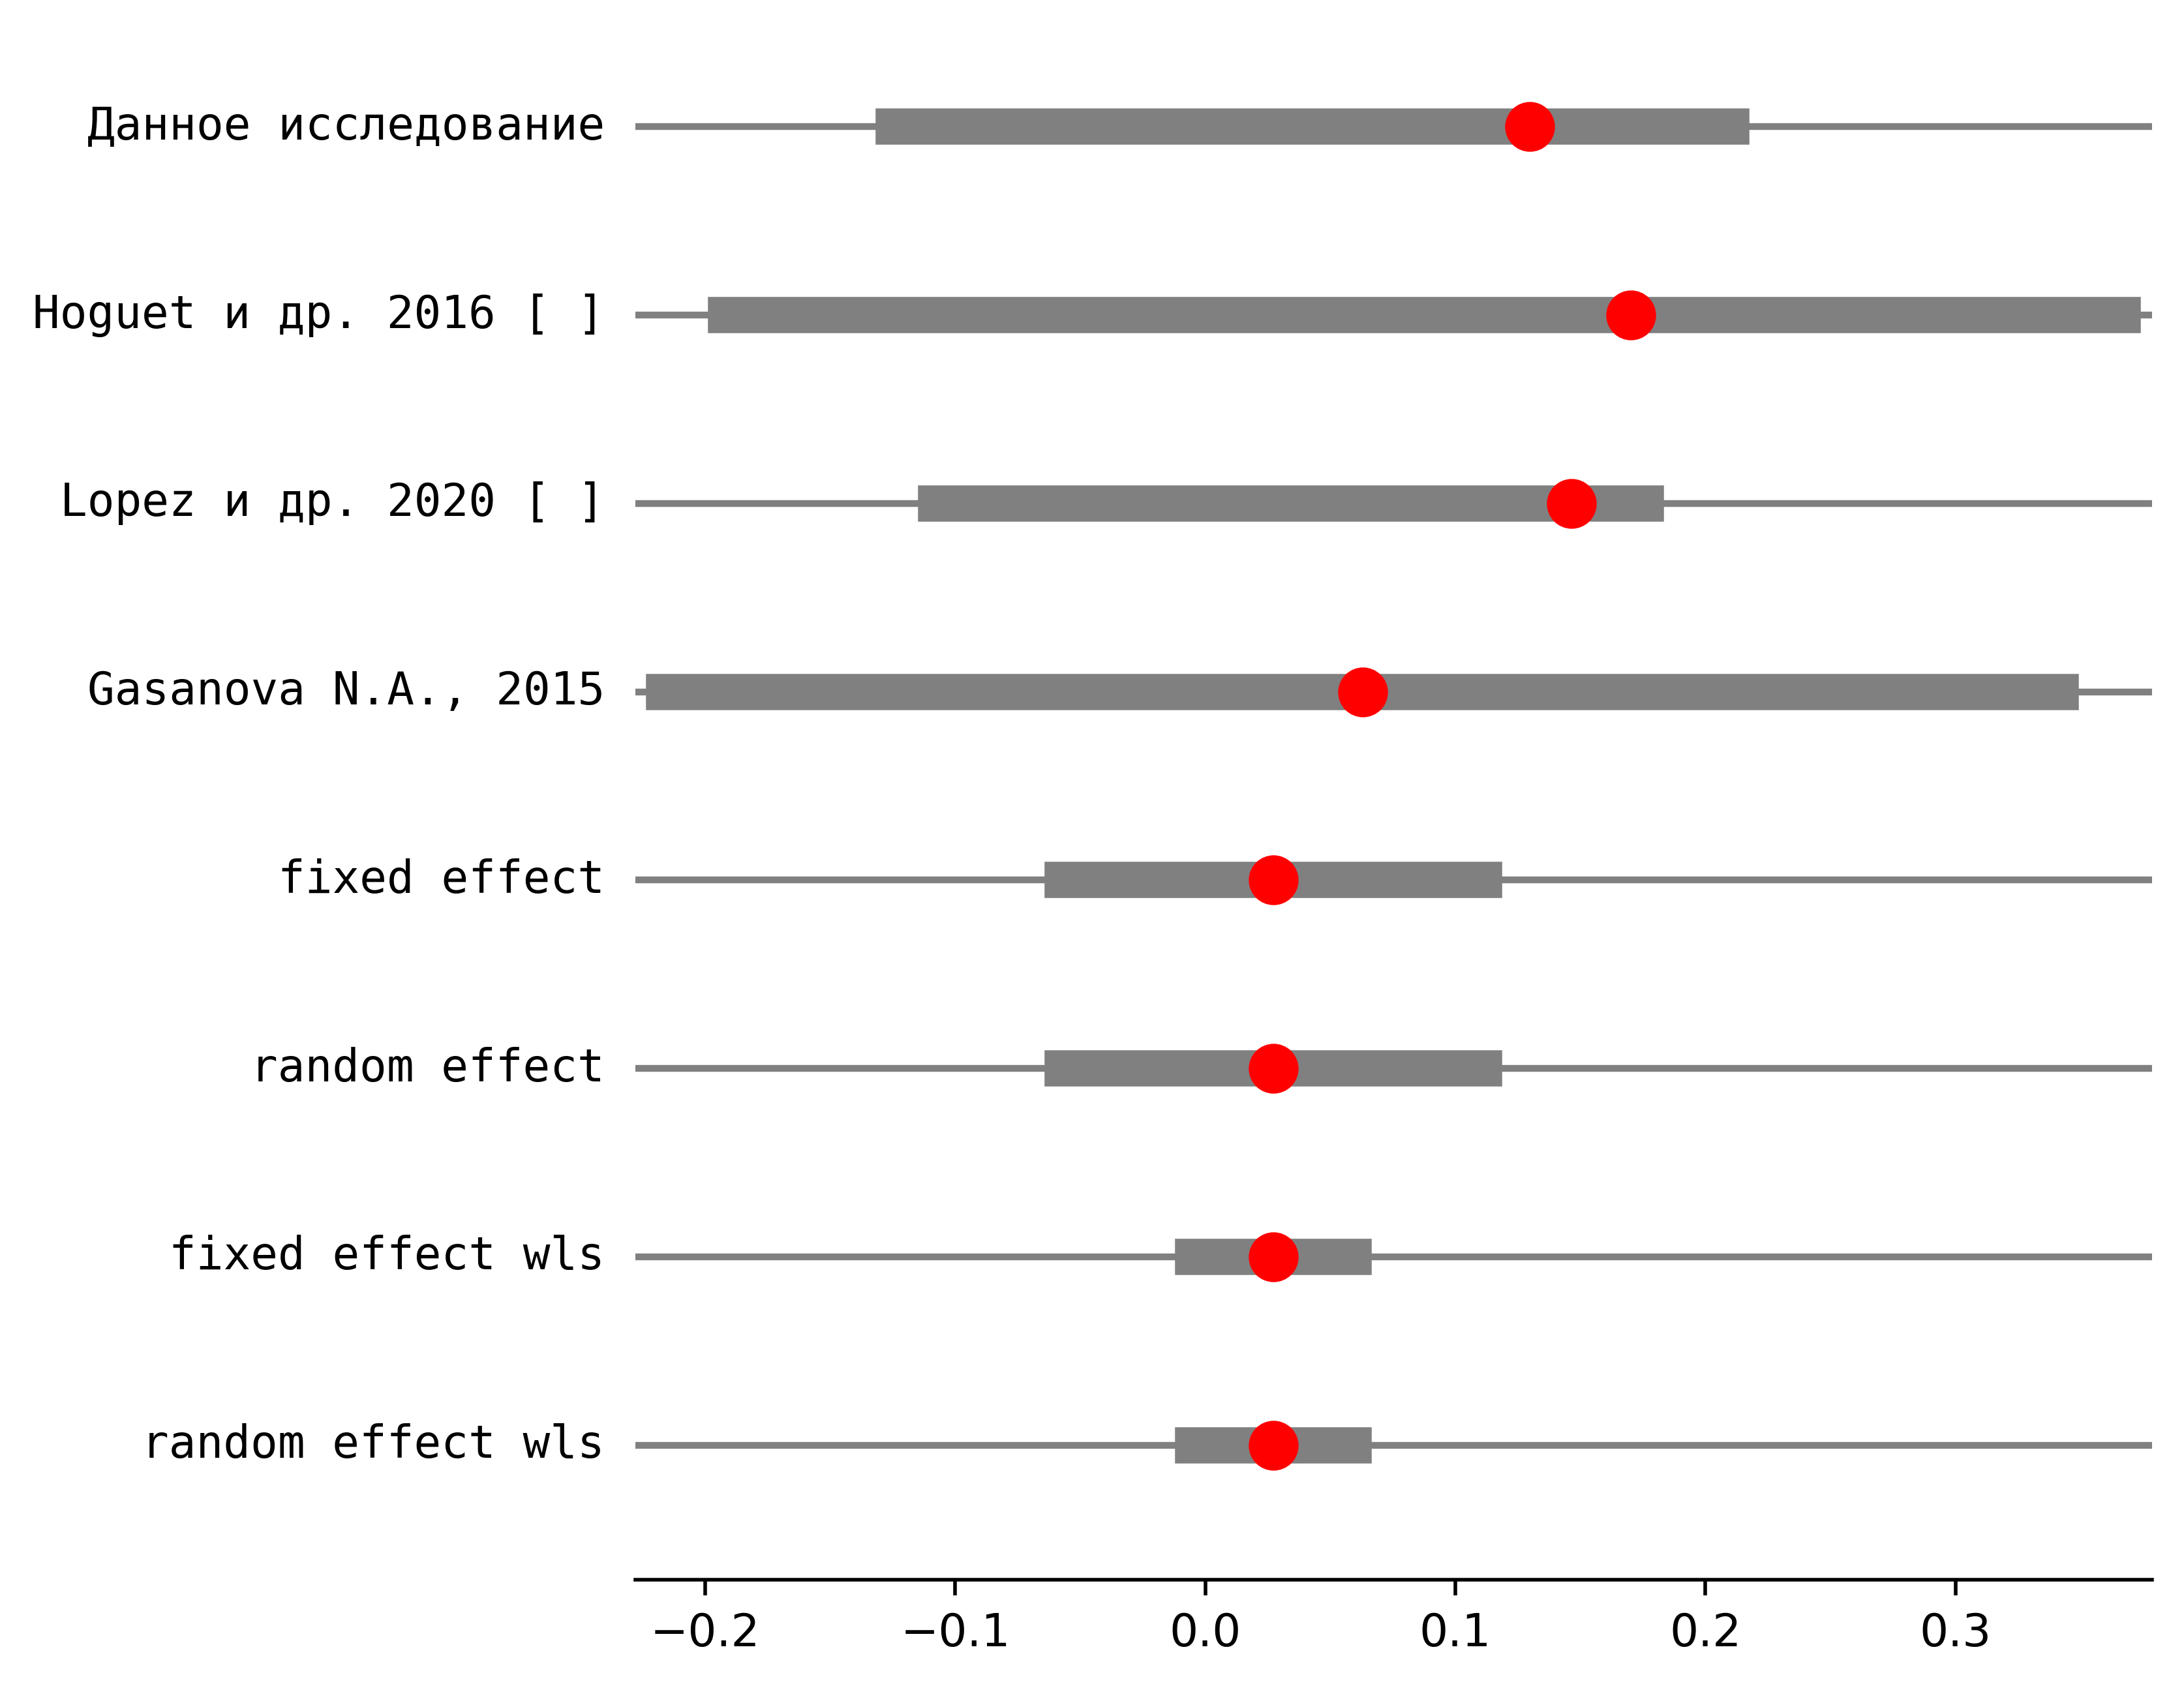 Данное исследование
Hoguet и др. 2016 [ ]
Lopez и др. 2020 [ ]
Gasanova N.A., 2015
fixed effect
random effect
fixed effect wls
random effect wls
−0.2 −0.1 0.0 0.1 0.2 0.3